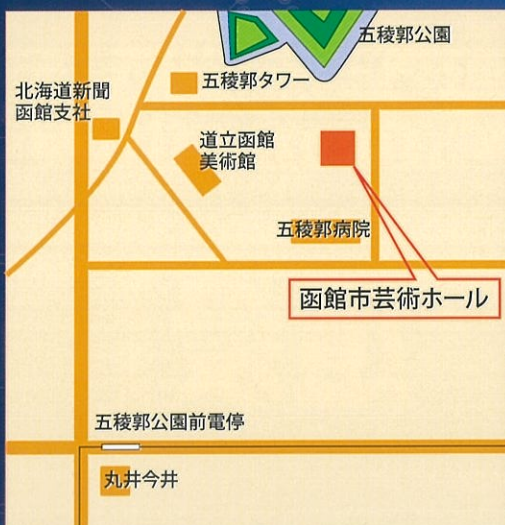 五稜郭公園
五稜郭タワー
北海道新聞
函館支社
道立函館
美術館
五稜郭病院
函館市芸術ホール
五稜郭公園前電停
丸井今井